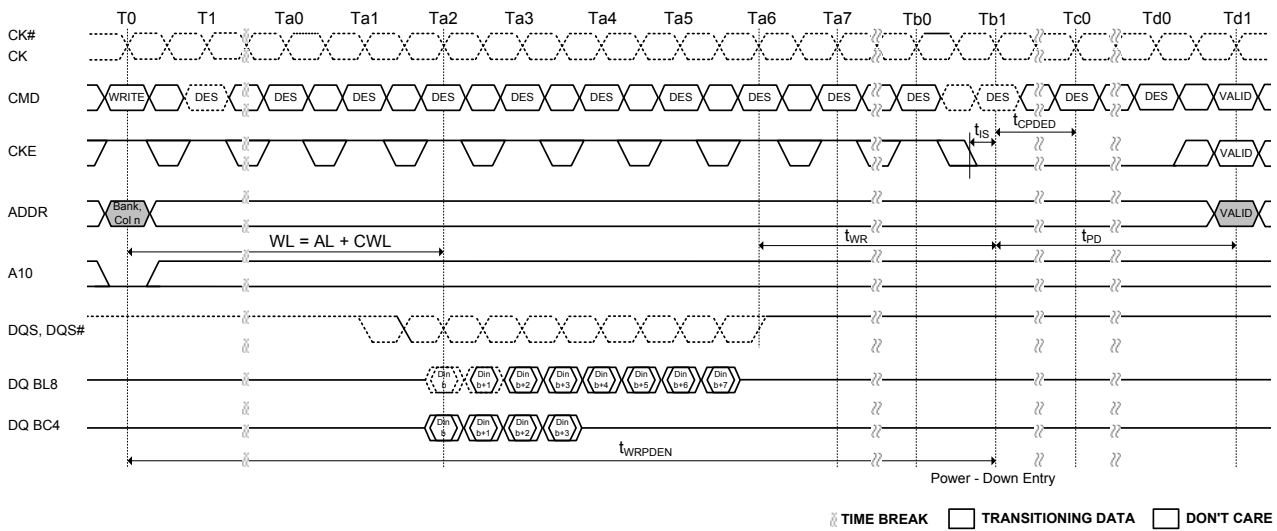 T0 T1 Ta0 Ta1 Ta2 Ta3 Ta4 Ta5 Ta6 Ta7 Tb0 Tb1 Tc0 Td0 Td1
CK#
CK
CMD WRITE DES DES DES DES DES DES DES DES DES DES DES DES DES VALID
tIS tCPDED
CKE VALID
ADDR Bank, Col n VALID
WL = AL + CWL tWR tPD
A10
DQS, DQS#
DQ BL8 Din b Din b+1 Din b+2 Din b+3 Din b+4 Din b+5 Din b+6 Din b+7
DQ BC4 Din b Din b+1 Din b+2 Din b+3
tWRPDEN
Power - Down Entry
TIME BREAK TRANSITIONING DATA DON'T CARE